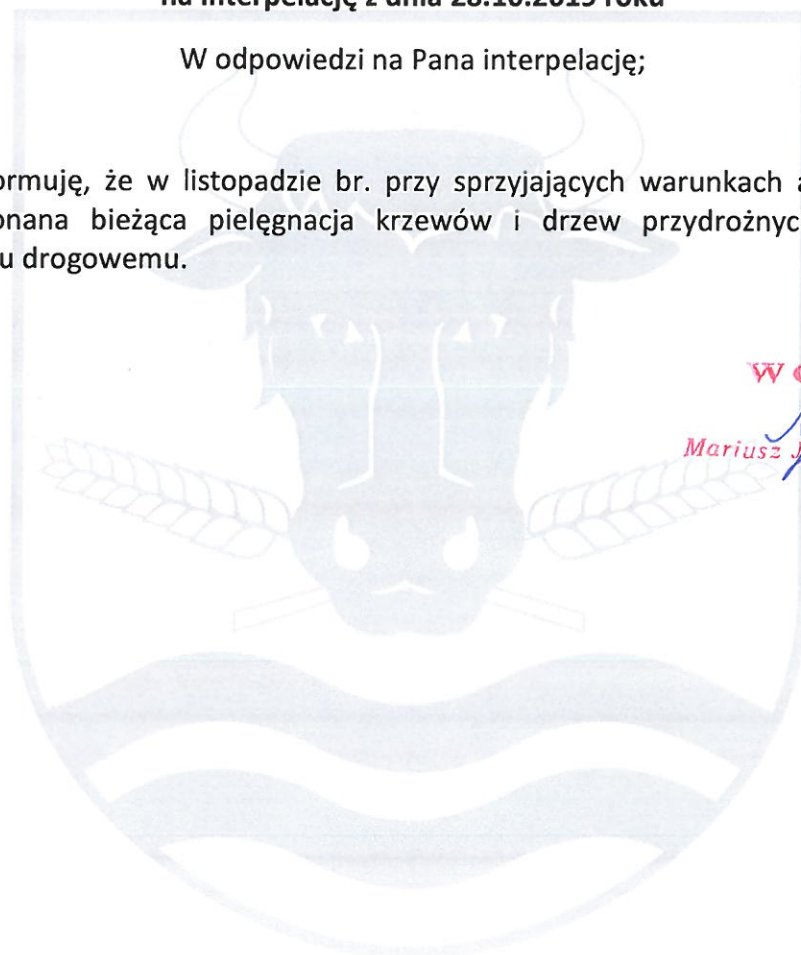 na interpelację z dnia 28.10.2019 roku
W odpowiedzi na Pana interpelację;
ormuję, że w listopadzie br. przy sprzyjających warunkach a
onana bieżąca pielęgnacja krzewów i drzew przydrożnyc
u drogowemu.
W
Mariusz J